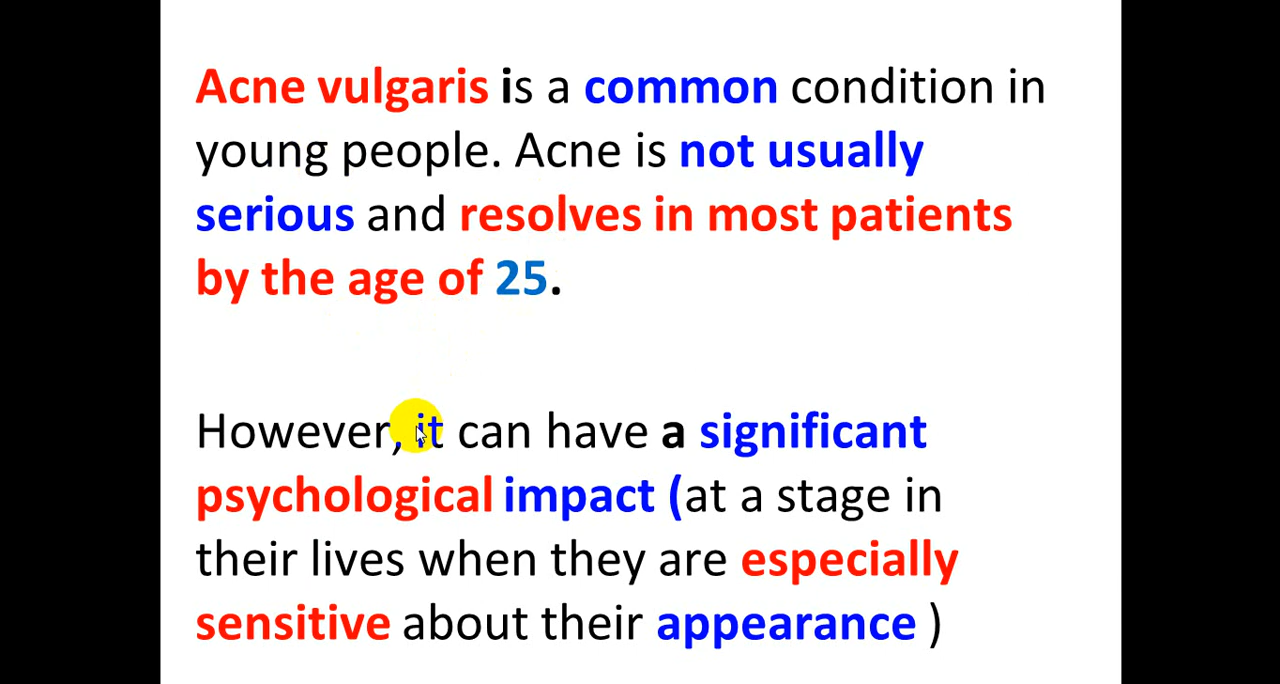 Acne vulgaris is a common condition in
young people. Acne is not usually
serious and resolves in most patients
by the age of 25.
However, it can have a significant
psychological impact (at a stage in
their lives when they are especially
sensitive about their appearance )